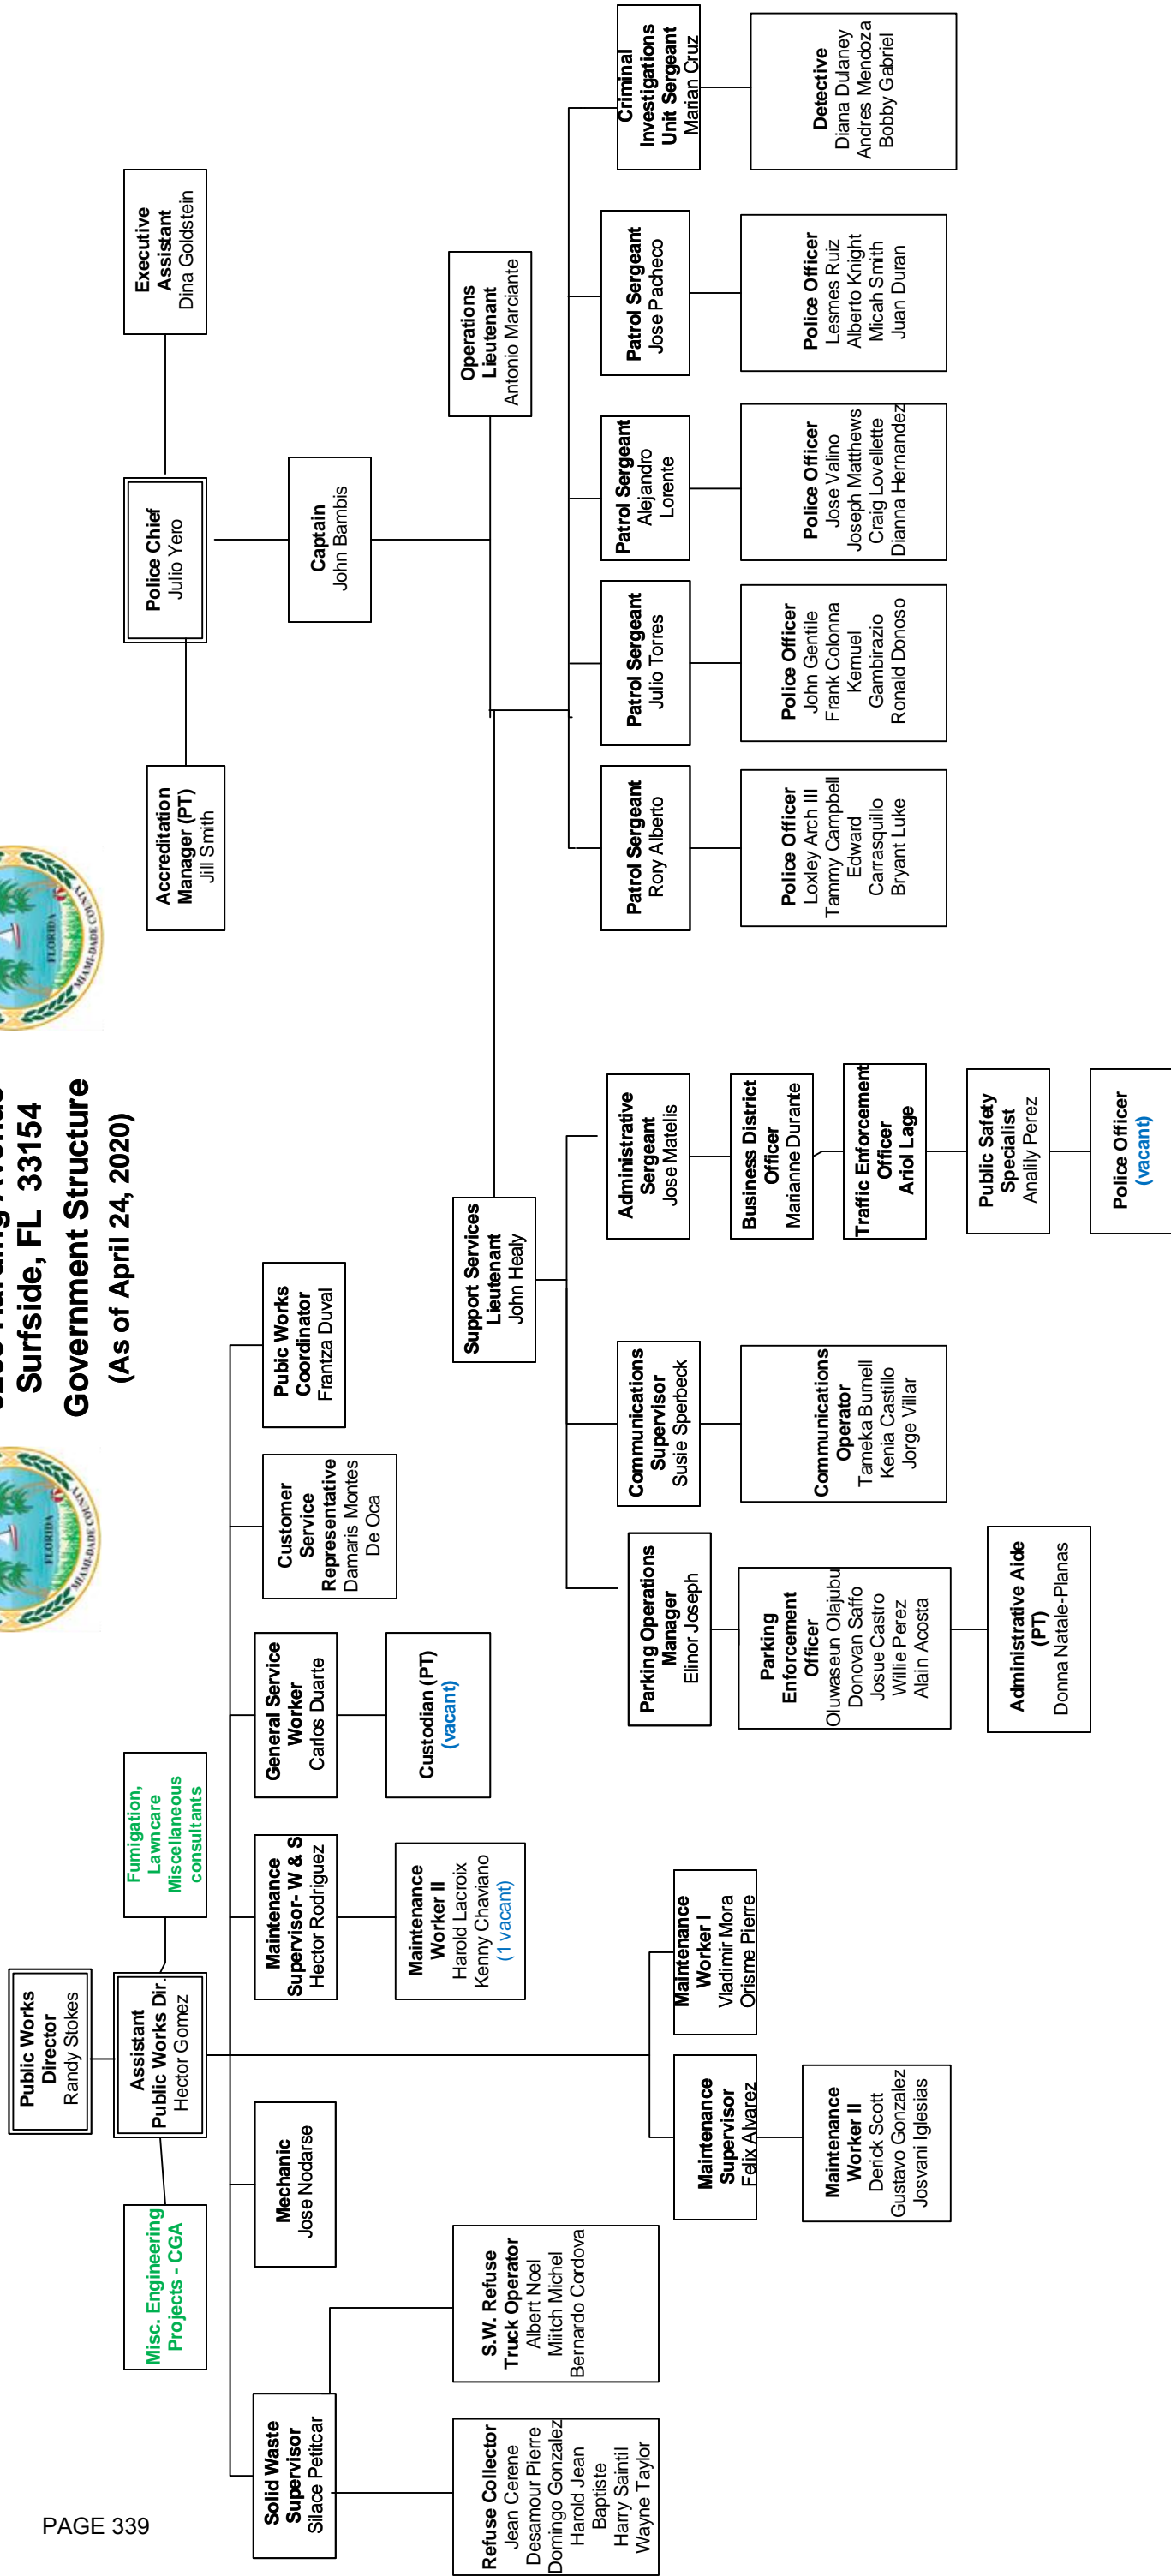 Surfside, FL 33154
Government Structure
(As of April 24, 2020)
FLORIDA
MIAMI-DADE COUNTY
FLORIDA
MIAMI-DADE COUNTY
Public Works
Director
Randy Stokes
Misc. Engineering
Projects - CGA
Assistant
Public Works Dir.
Hector Gomez
Fumigation,
Lawncare
Miscellaneous
consultants
Solid Waste
Supervisor
Silace Petitcar
Mechanic
Jose Nodarse
Maintenance
Supervisor- W & S
Hector Rodriguez
General Service
Worker
Carlos Duarte
Customer
Service
Representative
Damaris Montes
De Oca
Pubic Works
Coordinator
Frantza Duval
Maintenance
Worker II
Harold Lacroix
Kenny Chaviano
(1 vacant)
Custodian (PT)
(vacant)
Refuse Collector
Jean Cerene
Desamour Pierre
Domingo Gonzalez
Harold Jean
Baptiste
Harry Saintil
Wayne Taylor
S.W. Refuse
Truck Operator
Albert Noel
Miitch Michel
Bernardo Cordova
Maintenance
Supervisor
Felix Alvarez
Maintenance
Worker I
Vladimir Mora
Orisme Pierre
Maintenance
Worker II
Derick Scott
Gustavo Gonzalez
Josvani Iglesias
Accreditation
Manager (PT)
Jill Smith
Police Chief
Julio Yero
Executive
Assistant
Dina Goldstein
Captain
John Bambis
Support Services
Lieutenant
John Healy
Operations
Lieutenant
Antonio Marciante
Parking Operations
Manager
Elinor Joseph
Communications
Supervisor
Susie Sperbeck
Administrative
Sergeant
Jose Matelis
Parking
Enforcement
Officer
Oluwaseun Olajubu
Donovan Saffo
Josue Castro
Willie Perez
Alain Acosta
Communications
Operator
Tameka Burnell
Kenia Castillo
Jorge Villar
Business District
Officer
Marianne Durante
Traffic Enforcement
Officer
Ariol Lage
Public Safety
Specialist
Analily Perez
Police Officer
(vacant)
Administrative Aide
(PT)
Donna Natale-Planas
Patrol Sergeant
Rory Alberto
Patrol Sergeant
Julio Torres
Patrol Sergeant
Alejandro
Lorente
Patrol Sergeant
Jose Pacheco
Criminal
Investigations
Unit Sergeant
Marian Cruz
Police Officer
Loxley Arch III
Tammy Campbell
Edward
Carrasquillo
Bryant Luke
Police Officer
John Gentile
Frank Colonna
Kemuel
Gambirazio
Ronald Donoso
Police Officer
Jose Valino
Joseph Matthews
Craig Lovellette
Dianna Hernandez
Police Officer
Lesmes Ruiz
Alberto Knight
Micah Smith
Juan Duran
Detective
Diana Dulaney
Andres Mendoza
Bobby Gabriel
PAGE 339